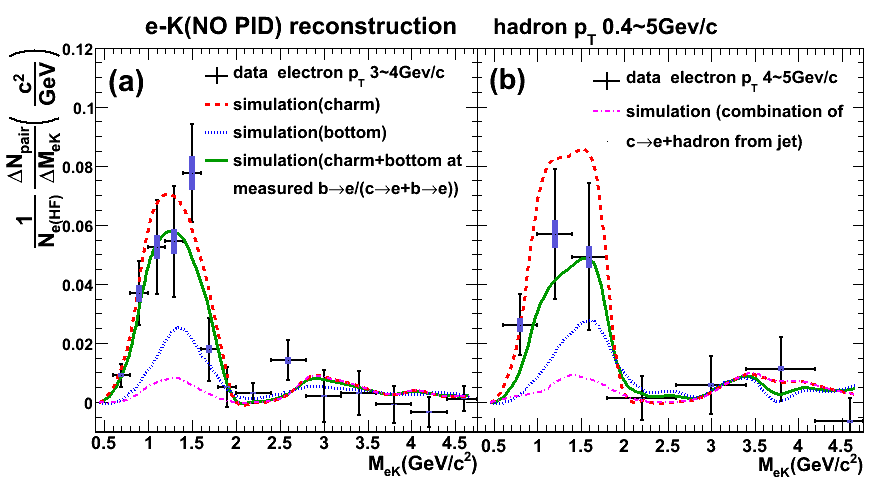 e-K(NO PID) reconstruction hadron p_T 0.4~5Gev/c
(a)
data electron p_T 3~4Gev/c
simulation(charm)
simulation(bottom)
simulation(charm+bottom at
measured b→e/(c→e+b→e))
(b)
data electron p_T 4~5Gev/c
simulation (combination of
c→e+hadron from jet)
1/N_e(HF) ΔN_pair/ΔM_eK (c^2/GeV)
0.12
0.1
0.08
0.06
0.04
0.02
0
0.5 1 1.5 2 2.5 3 3.5 4 4.5
M_eK(GeV/c^2)
0.5 1 1.5 2 2.5 3 3.5 4 4.5
M_eK(GeV/c^2)